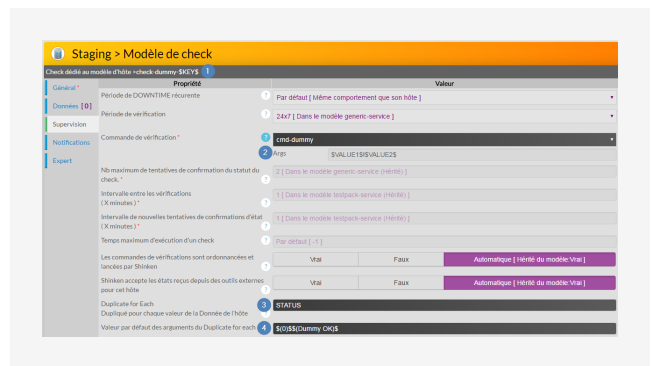 Staging > Modèle de check
Check dédié au modèle d'hôte >check-dummy-$KEY$ 1
Propriété Valeur
Général *
Données [0]
Supervision
Notifications
Expert
Période de DOWNTIME récurente ? Par défaut [ Même comportement que son hôte ]
Période de vérification ? 24x7 [ Dans le modèle generic-service ]
Commande de vérification * ? cmd-dummy
2 Args $VALUE1$!$VALUE2$
Nb maximum de tentatives de confirmation du statut du
check. * ? 2 [ Dans le modèle generic-service (Hérité) ]
Intervalle entre les vérifications
( X minutes ) * ? 1 [ Dans le modèle testpack-service (Hérité) ]
Intervalle de nouvelles tentatives de confirmations d'état
( X minutes ) * ? 1 [ Dans le modèle testpack-service (Hérité) ]
Temps maximum d'exécution d'un check ? Par défaut [ -1 ]
Les commandes de vérifications sont ordonnancées et
lancées par Shinken ? Vrai Faux Automatique [ Hérité du modèle:Vrai ]
Shinken accepte les états reçus depuis des outils externes
pour cet hôte ? Vrai Faux Automatique [ Hérité du modèle:Vrai ]
Duplicate for Each 3 STATUS
Dupliqué pour chaque valeur de la Donnée de l'hôte
Valeur par défaut des arguments du Duplicate for each 4 $(0)$$(Dummy OK)$